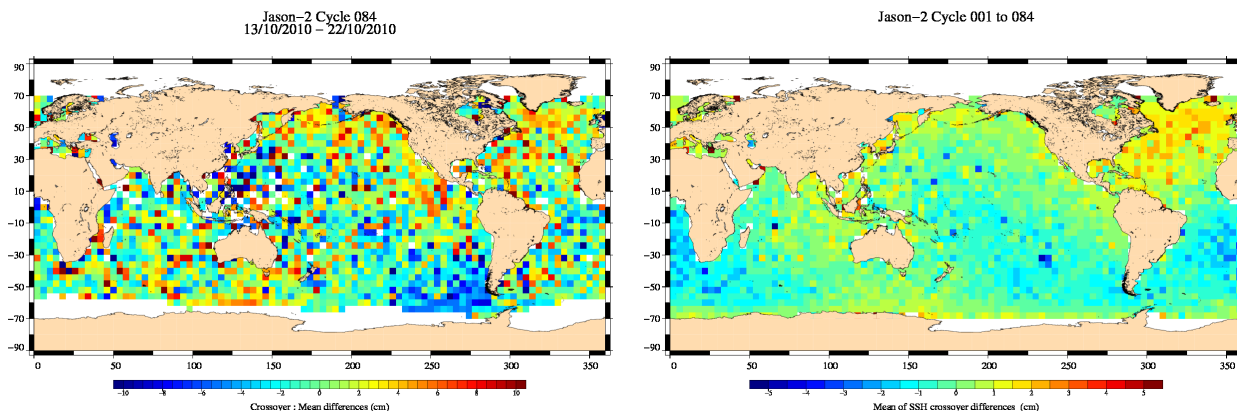 Jason−2 Cycle 084
13/10/2010 − 22/10/2010
90
70
50
30
10
−10
−30
−50
−70
−90
0 50 100 150 200 250 300 350
−10 −8 −6 −4 −2 0 2 4 6 8 10
Crossover : Mean differences (cm)
Jason−2 Cycle 001 to 084
90
70
50
30
10
−10
−30
−50
−70
−90
0 50 100 150 200 250 300 350
−5 −4 −3 −2 −1 0 1 2 3 4 5
Mean of SSH crossover differences (cm)